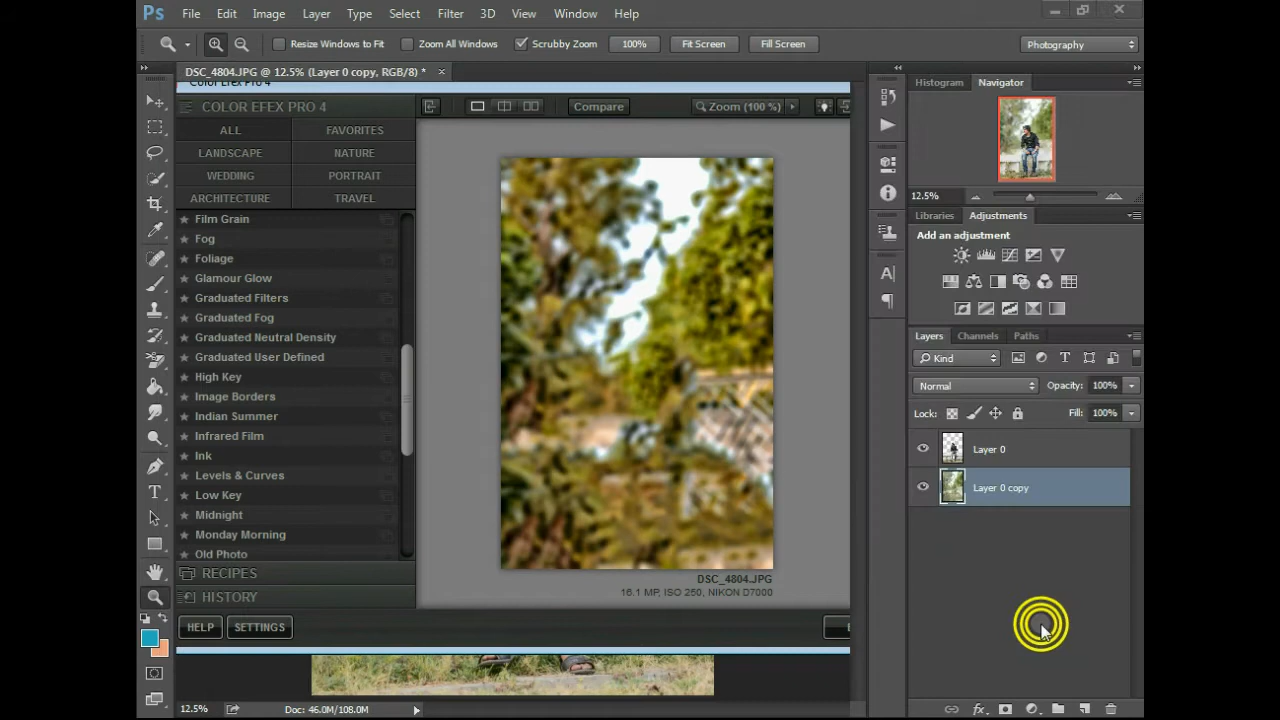 Ps File Edit Image Layer Type Select Filter 3D View Window Help
Resize Windows to Fit Zoom All Windows Scrubby Zoom 100% Fit Screen Fill Screen Photography
DSC_4804.JPG @ 12.5% (Layer 0 copy, RGB/8) *
Color Efex Pro 4
COLOR EFEX PRO 4
Compare
Zoom (100 %)
ALL FAVORITES
LANDSCAPE NATURE
WEDDING PORTRAIT
ARCHITECTURE TRAVEL
Film Grain
Fog
Foliage
Glamour Glow
Graduated Filters
Graduated Fog
Graduated Neutral Density
Graduated User Defined
High Key
Image Borders
Indian Summer
Infrared Film
Ink
Levels & Curves
Low Key
Midnight
Monday Morning
Old Photo
RECIPES
HISTORY
HELP SETTINGS
DSC_4804.JPG
16.1 MP, ISO 250, NIKON D7000
12.5% Doc: 46.0M/108.0M
Histogram Navigator
12.5%
Libraries Adjustments
Add an adjustment
Layers Channels Paths
Kind
Normal Opacity: 100%
Lock: Fill: 100%
Layer 0
Layer 0 copy